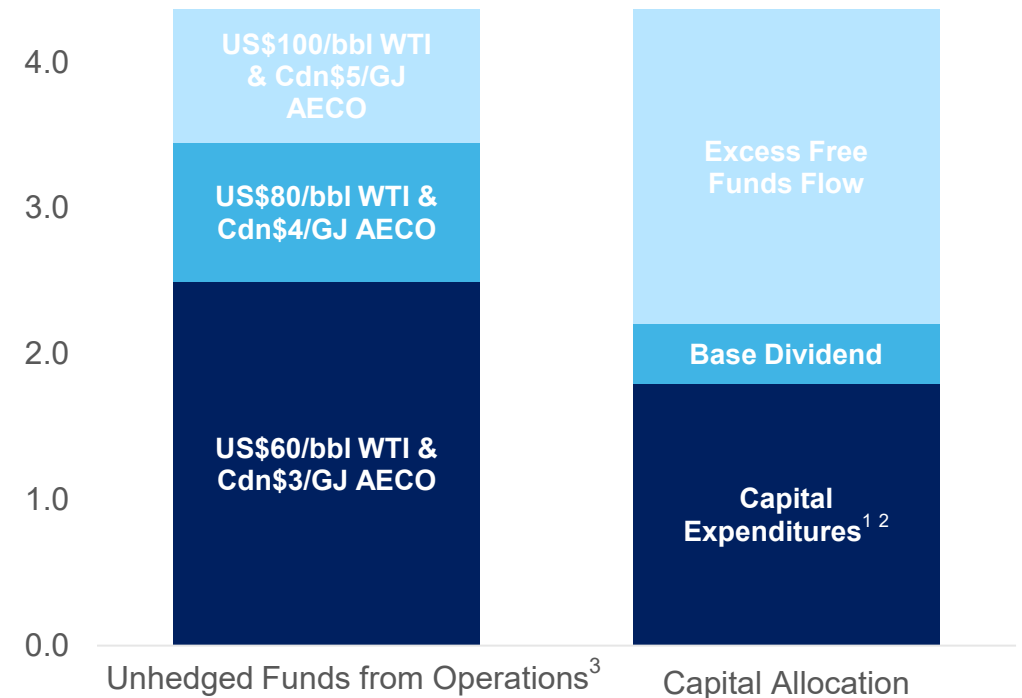 4.0
3.0
2.0
1.0
0.0
US$100/bbl WTI
& Cdn$5/GJ
AECO
US$80/bbl WTI &
Cdn$4/GJ AECO
US$60/bbl WTI &
Cdn$3/GJ AECO
Unhedged Funds from Operations³
Excess Free
Funds Flow
Base Dividend
Capital
Expenditures¹ ²
Capital Allocation